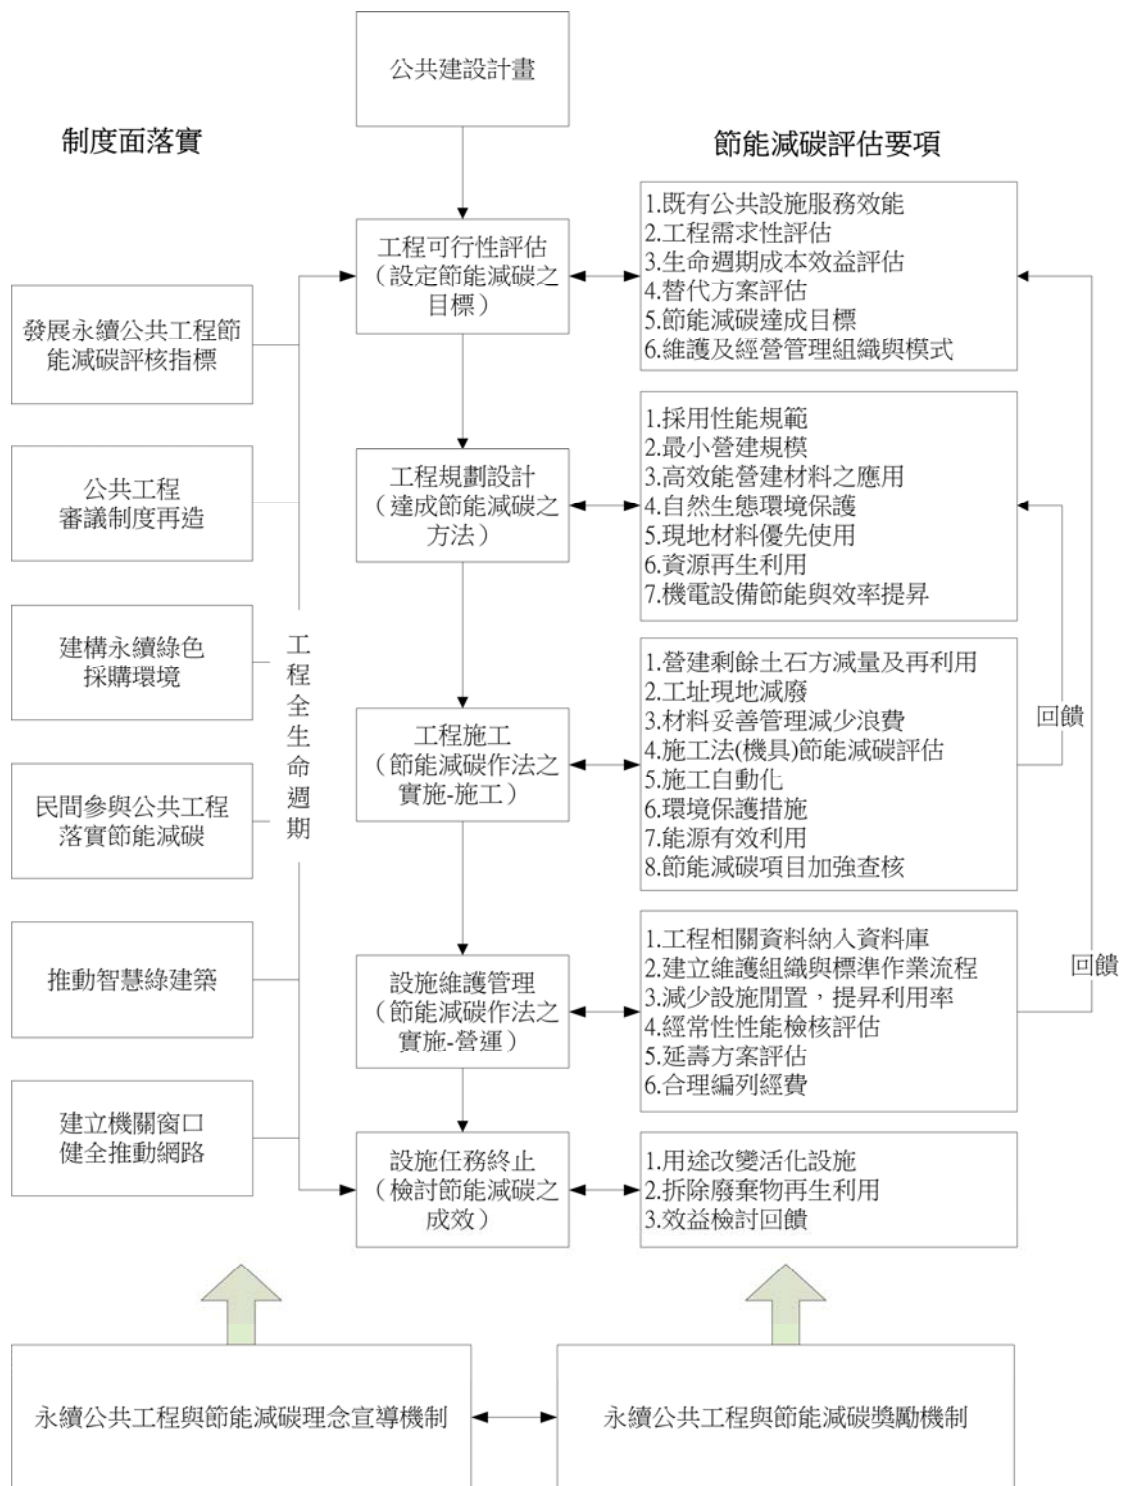 公共建設計畫
制度面落實
節能減碳評估要項
發展永續公共工程節
能減碳評核指標
公共工程
審議制度再造
建構永續綠色
採購環境
民間參與公共工程
落實節能減碳
推動智慧綠建築
建立機關窗口
健全推動網路
工程全生命週期
工程可行性評估
（設定節能減碳之
目標）
1.既有公共設施服務效能
2.工程需求性評估
3.生命週期成本效益評估
4.替代方案評估
5.節能減碳達成目標
6.維護及經營管理組織與模式
工程規劃設計
（達成節能減碳之
方法）
1.採用性能規範
2.最小營建規模
3.高效能營建材料之應用
4.自然生態環境保護
5.現地材料優先使用
6.資源再生利用
7.機電設備節能與效率提昇
工程施工
（節能減碳作法之
實施-施工）
1.營建剩餘土石方減量及再利用
2.工址現地減廢
3.材料妥善管理減少浪費
4.施工法(機具)節能減碳評估
5.施工自動化
6.環境保護措施
7.能源有效利用
8.節能減碳項目加強查核
回饋
設施維護管理
（節能減碳作法之
實施-營運）
1.工程相關資料納入資料庫
2.建立維護組織與標準作業流程
3.減少設施閒置，提昇利用率
4.經常性性能檢核評估
5.延壽方案評估
6.合理編列經費
回饋
設施任務終止
（檢討節能減碳之
成效）
1.用途改變活化設施
2.拆除廢棄物再生利用
3.效益檢討回饋
永續公共工程與節能減碳理念宣導機制
永續公共工程與節能減碳獎勵機制